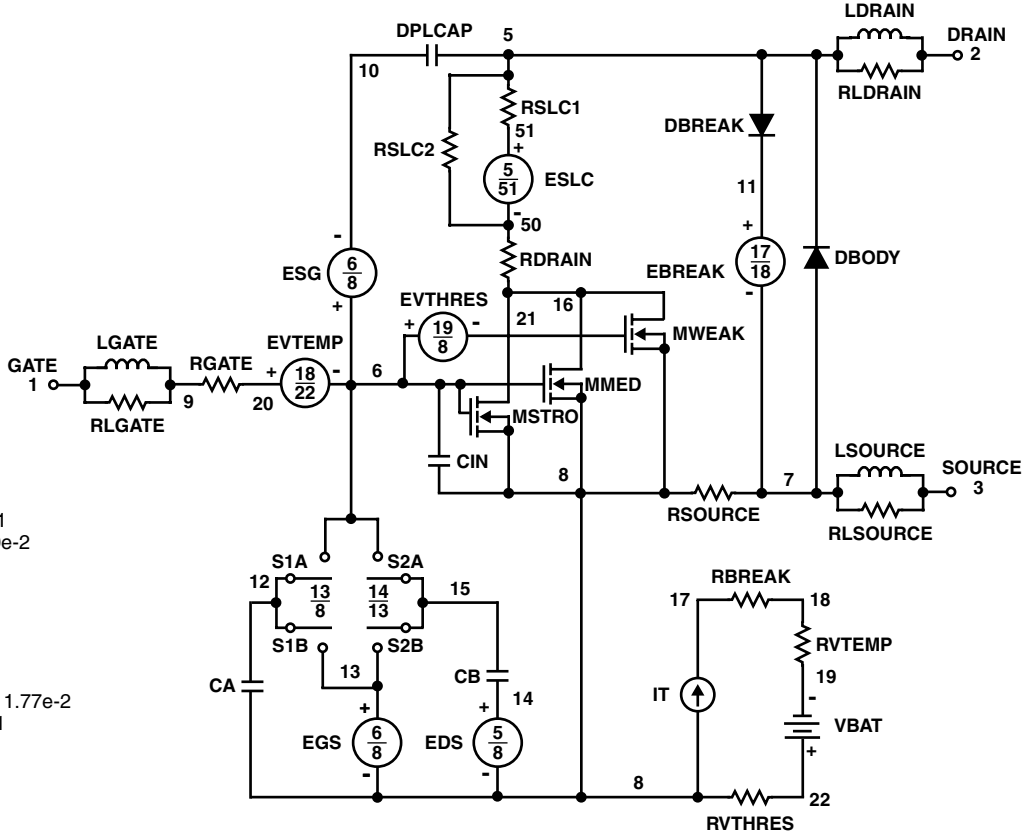 LDRAIN
DPLCAP
5
DRAIN
2
10
RLDRAIN
RSLC1
DBREAK
51
+
RSLC2
5
51
ESLC
11
-
50
-
+
RDRAIN
17
18
DBODY
ESG
6
8
EBREAK
+
-
EVTHRES
16
+
19
8
-
21
MWEAK
LGATE
EVTEMP
GATE
1
RGATE
+
18
22
-
6
MMED
9
20
MSTRO
RLGATE
LSOURCE
CIN
8
7
SOURCE
3
RSOURCE
RLSOURCE
1
e-2
S1A
S2A
12
13
8
14
13
15
RBREAK
17
18
S1B
S2B
RVTEMP
13
CB
19
CA
14
IT
-
1.77e-2
+
+
VBAT
EGS
6
8
EDS
5
8
+
-
-
8
22
RVTHRES